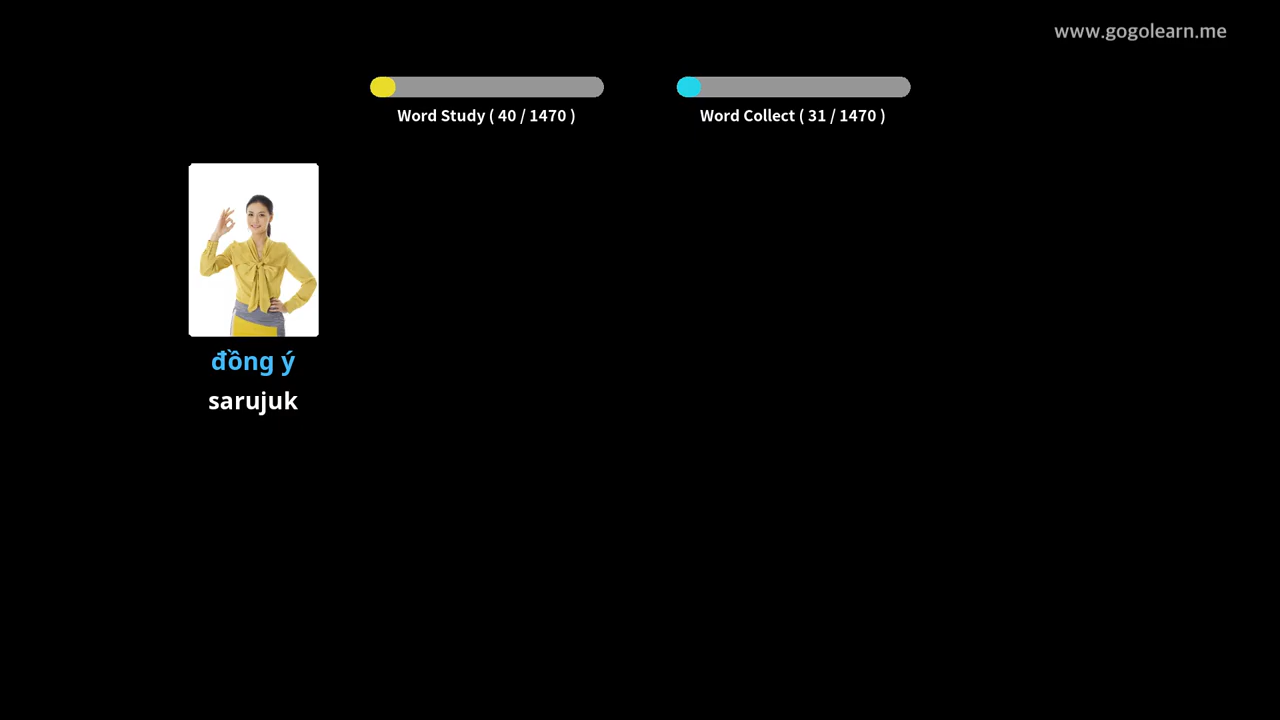 www.gogolearn.me
Word Study ( 40 / 1470 )
Word Collect ( 31 / 1470 )
đồng ý
sarujuk